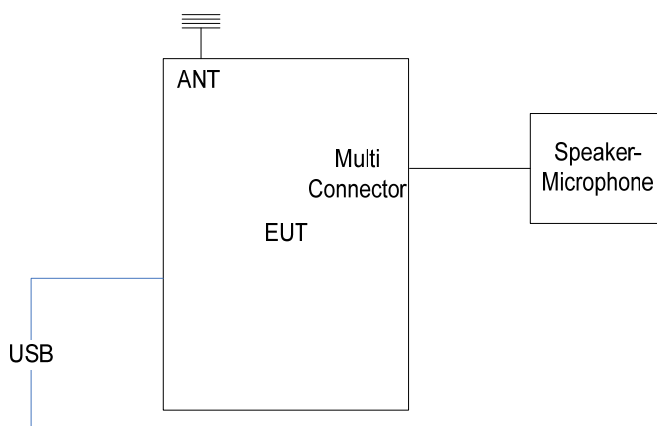 ANT
Multi
Connector
Speaker-
Microphone
EUT
USB